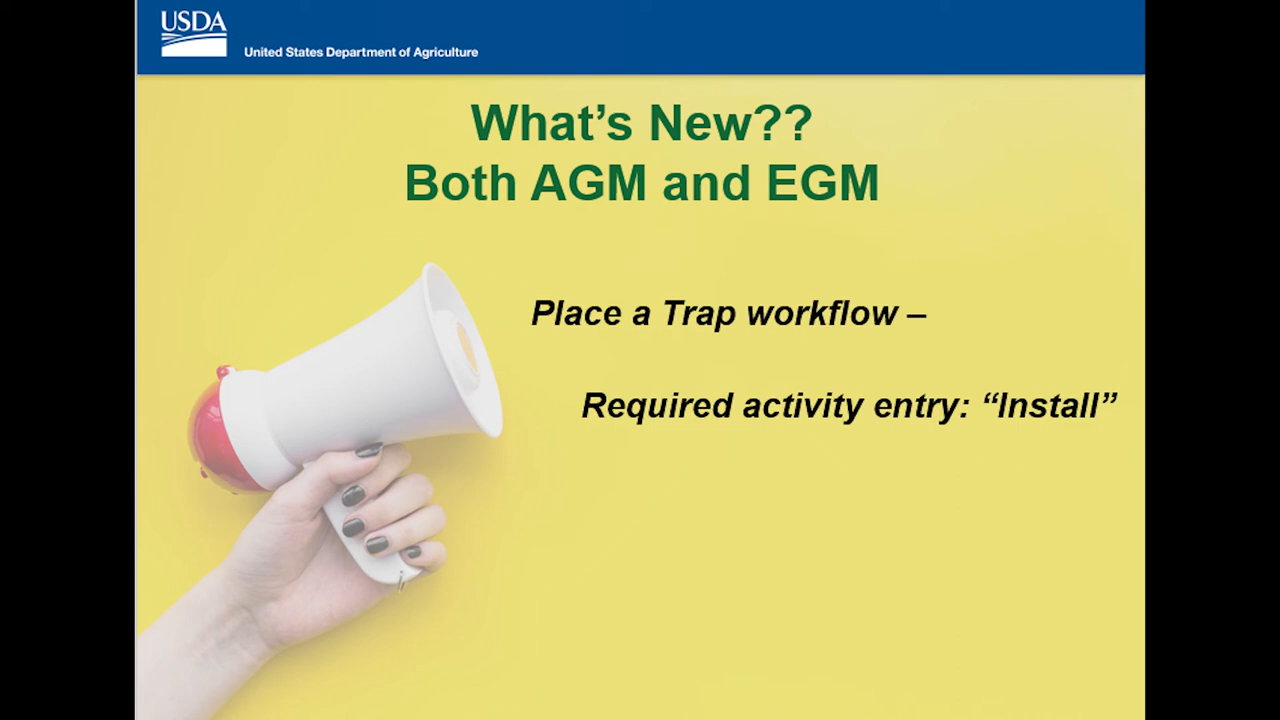 USDA
United States Department of Agriculture
What’s New??
Both AGM and EGM
Place a Trap workflow –
Required activity entry: “Install”